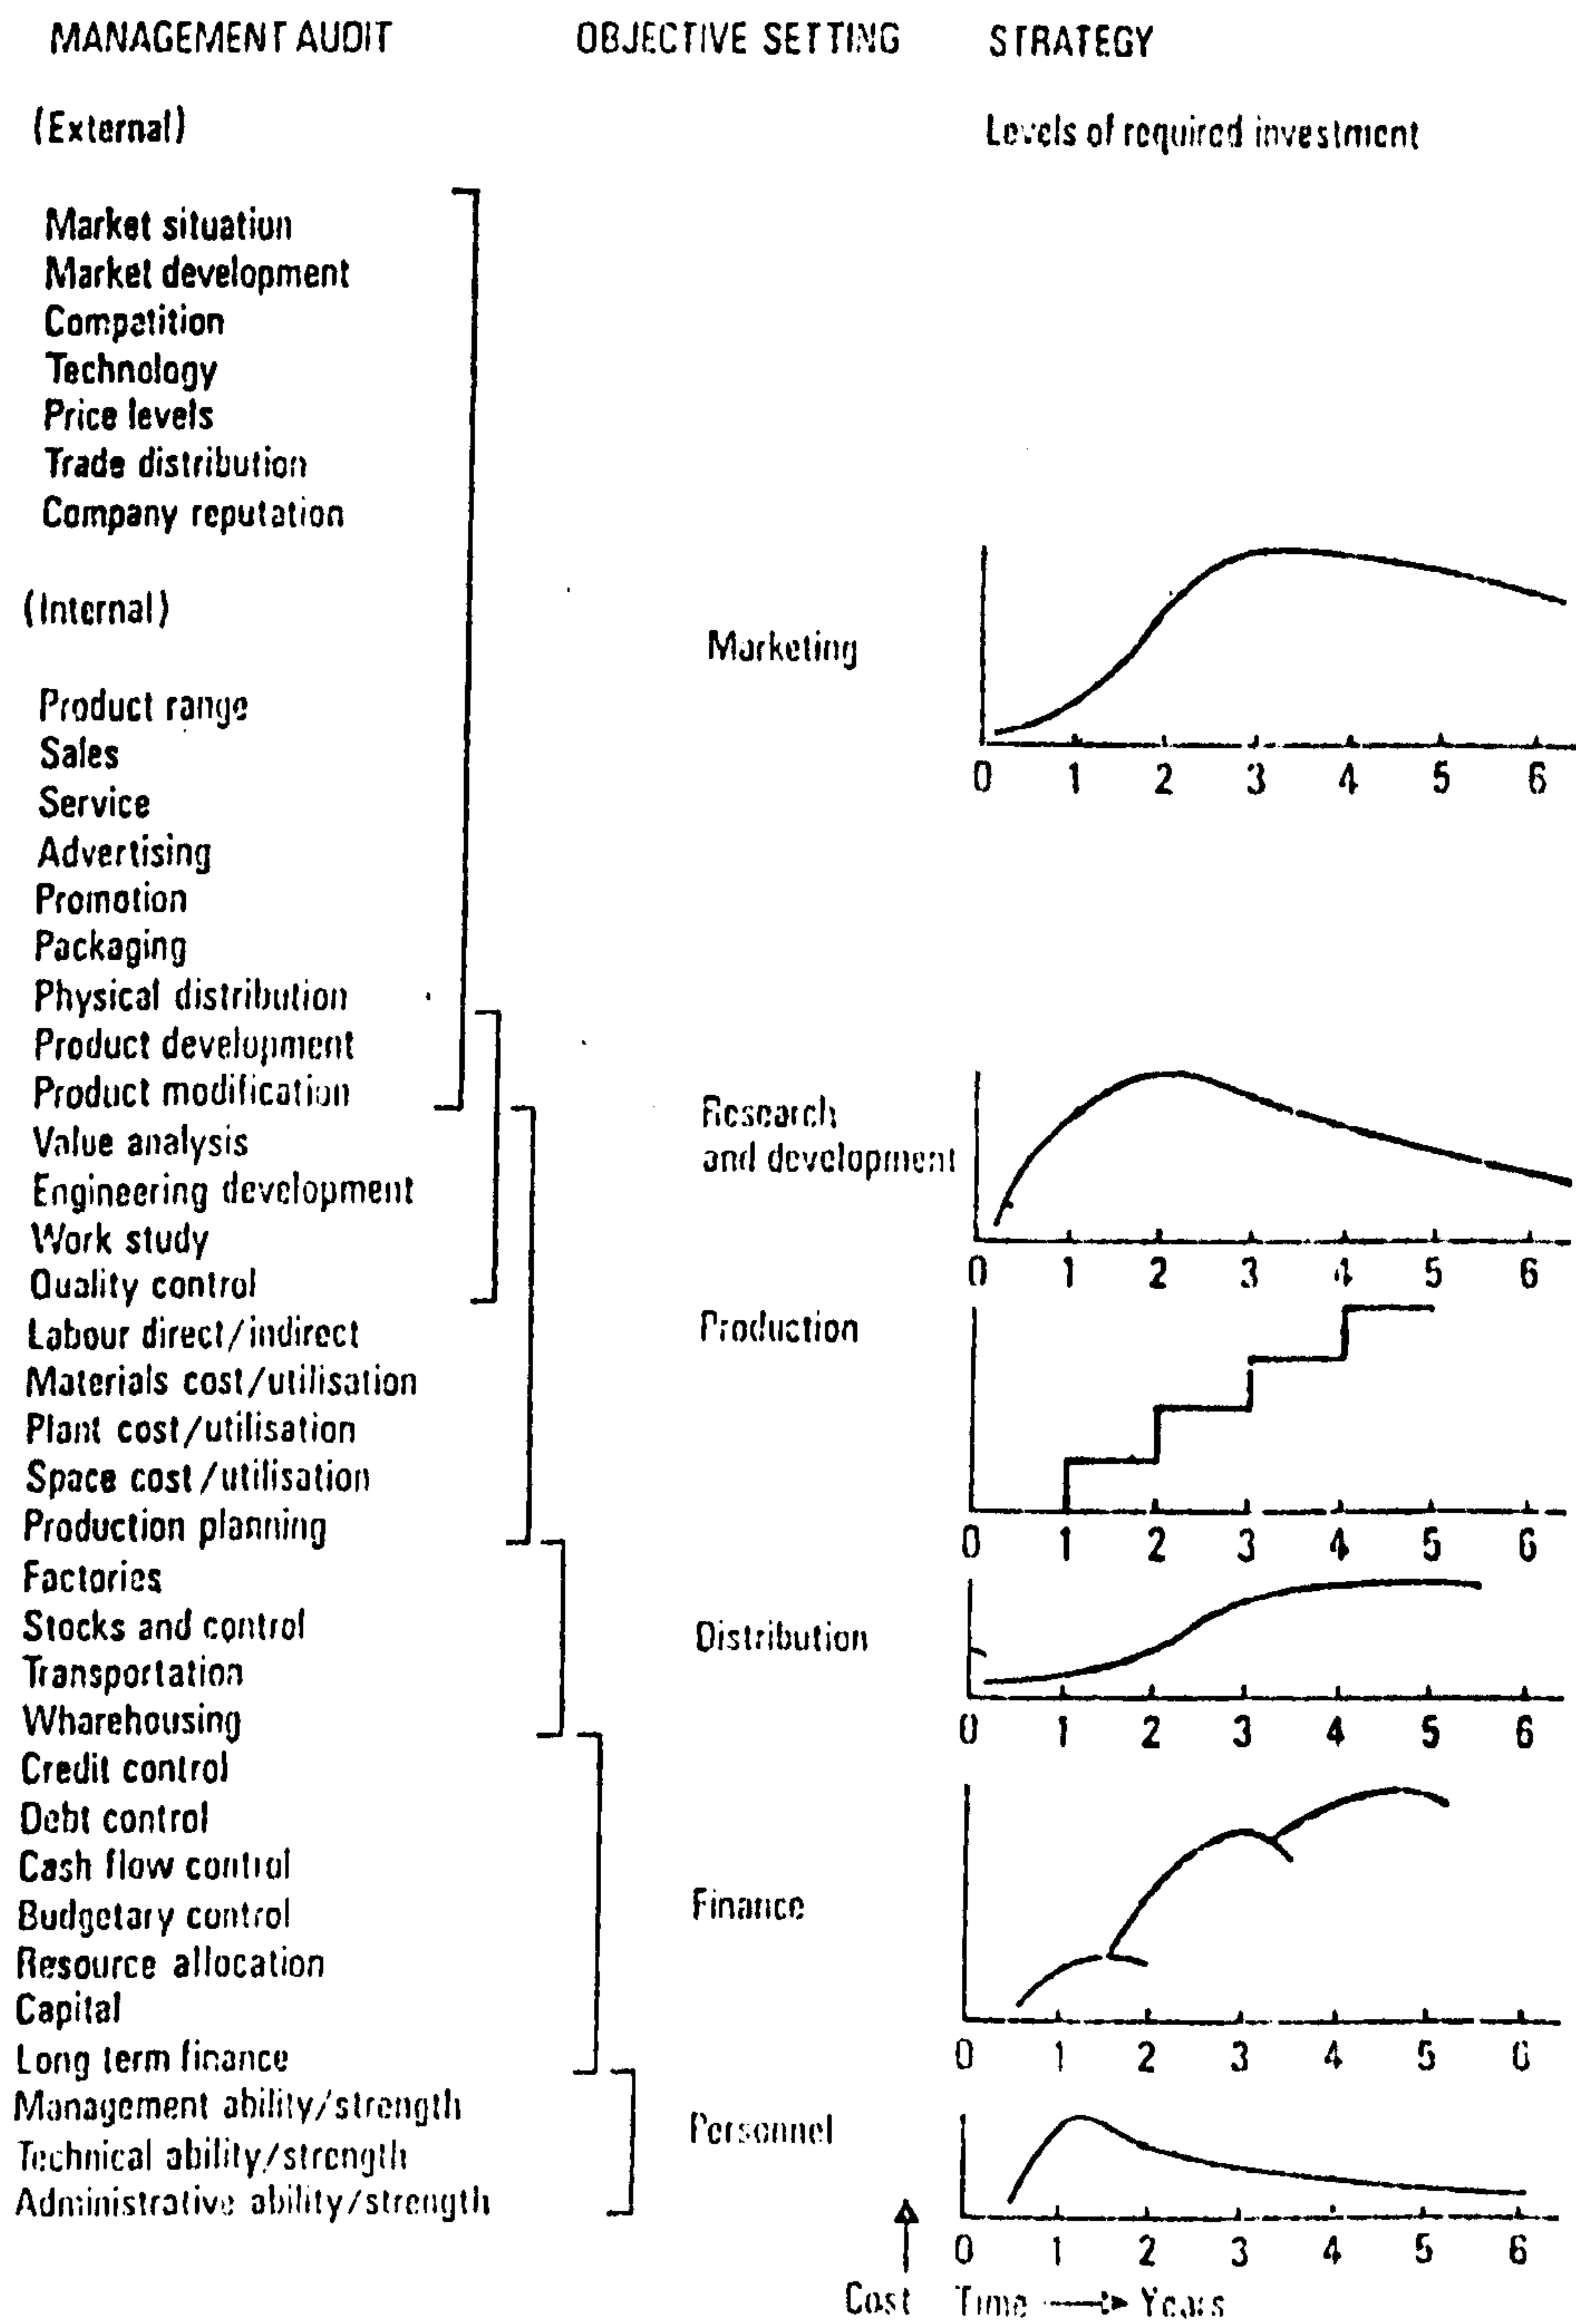 MANAGEMENT AUDIT
OBJECTIVE SETTING
STRATEGY
(External)
Levels of required investment
Market situation
Market development
Competition
Technology
Price levels
Trade distribution
Company reputation
(Internal)
Product range
Sales
Service
Advertising
Promotion
Packaging
Physical distribution
Product development
Product modification
Value analysis
Engineering development
Work study
Quality control
Labour direct/indirect
Materials cost/utilisation
Plant cost/utilisation
Space cost/utilisation
Production planning
Factories
Stocks and control
Transportation
Wharehousing
Credit control
Debt control
Cash flow control
Budgetary control
Resource allocation
Capital
Long term finance
Management ability/strength
Technical ability/strength
Administrative ability/strength
Marketing
0 1 2 3 4 5 6
Research
and development
0 1 2 3 4 5 6
Production
0 1 2 3 4 5 6
Distribution
0 1 2 3 4 5 6
Finance
0 1 2 3 4 5 6
Personnel
0 1 2 3 4 5 6
Cost
Time → Years